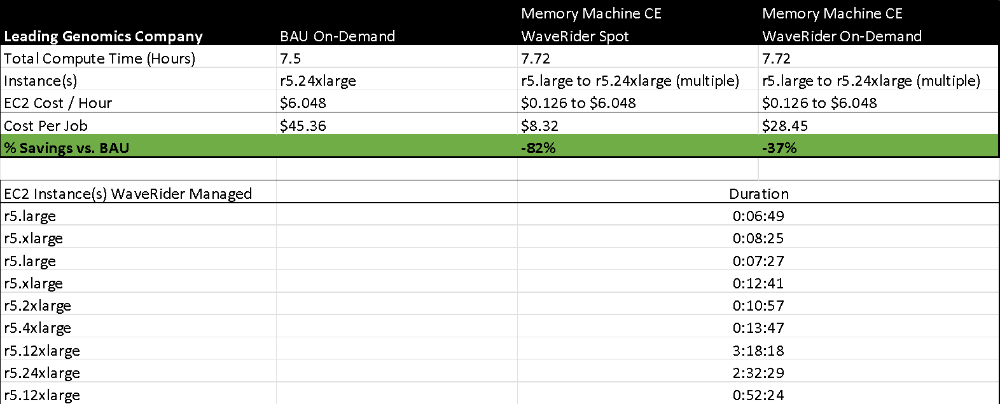 Memory Machine CE Memory Machine CE
Leading Genomics Company BAU On-Demand WaveRider Spot WaveRider On-Demand
Total Compute Time (Hours) 7.5 7.72 7.72
Instance(s) r5.24xlarge r5.large to r5.24xlarge (multiple) r5.large to r5.24xlarge (multiple)
EC2 Cost / Hour $6.048 $0.126 to $6.048 $0.126 to $6.048
Cost Per Job $45.36 $8.32 $28.45
% Savings vs. BAU -82% -37%
EC2 Instance(s) WaveRider Managed Duration
r5.large 0:06:49
r5.xlarge 0:08:25
r5.large 0:07:27
r5.xlarge 0:12:41
r5.2xlarge 0:10:57
r5.4xlarge 0:13:47
r5.12xlarge 3:18:18
r5.24xlarge 2:32:29
r5.12xlarge 0:52:24